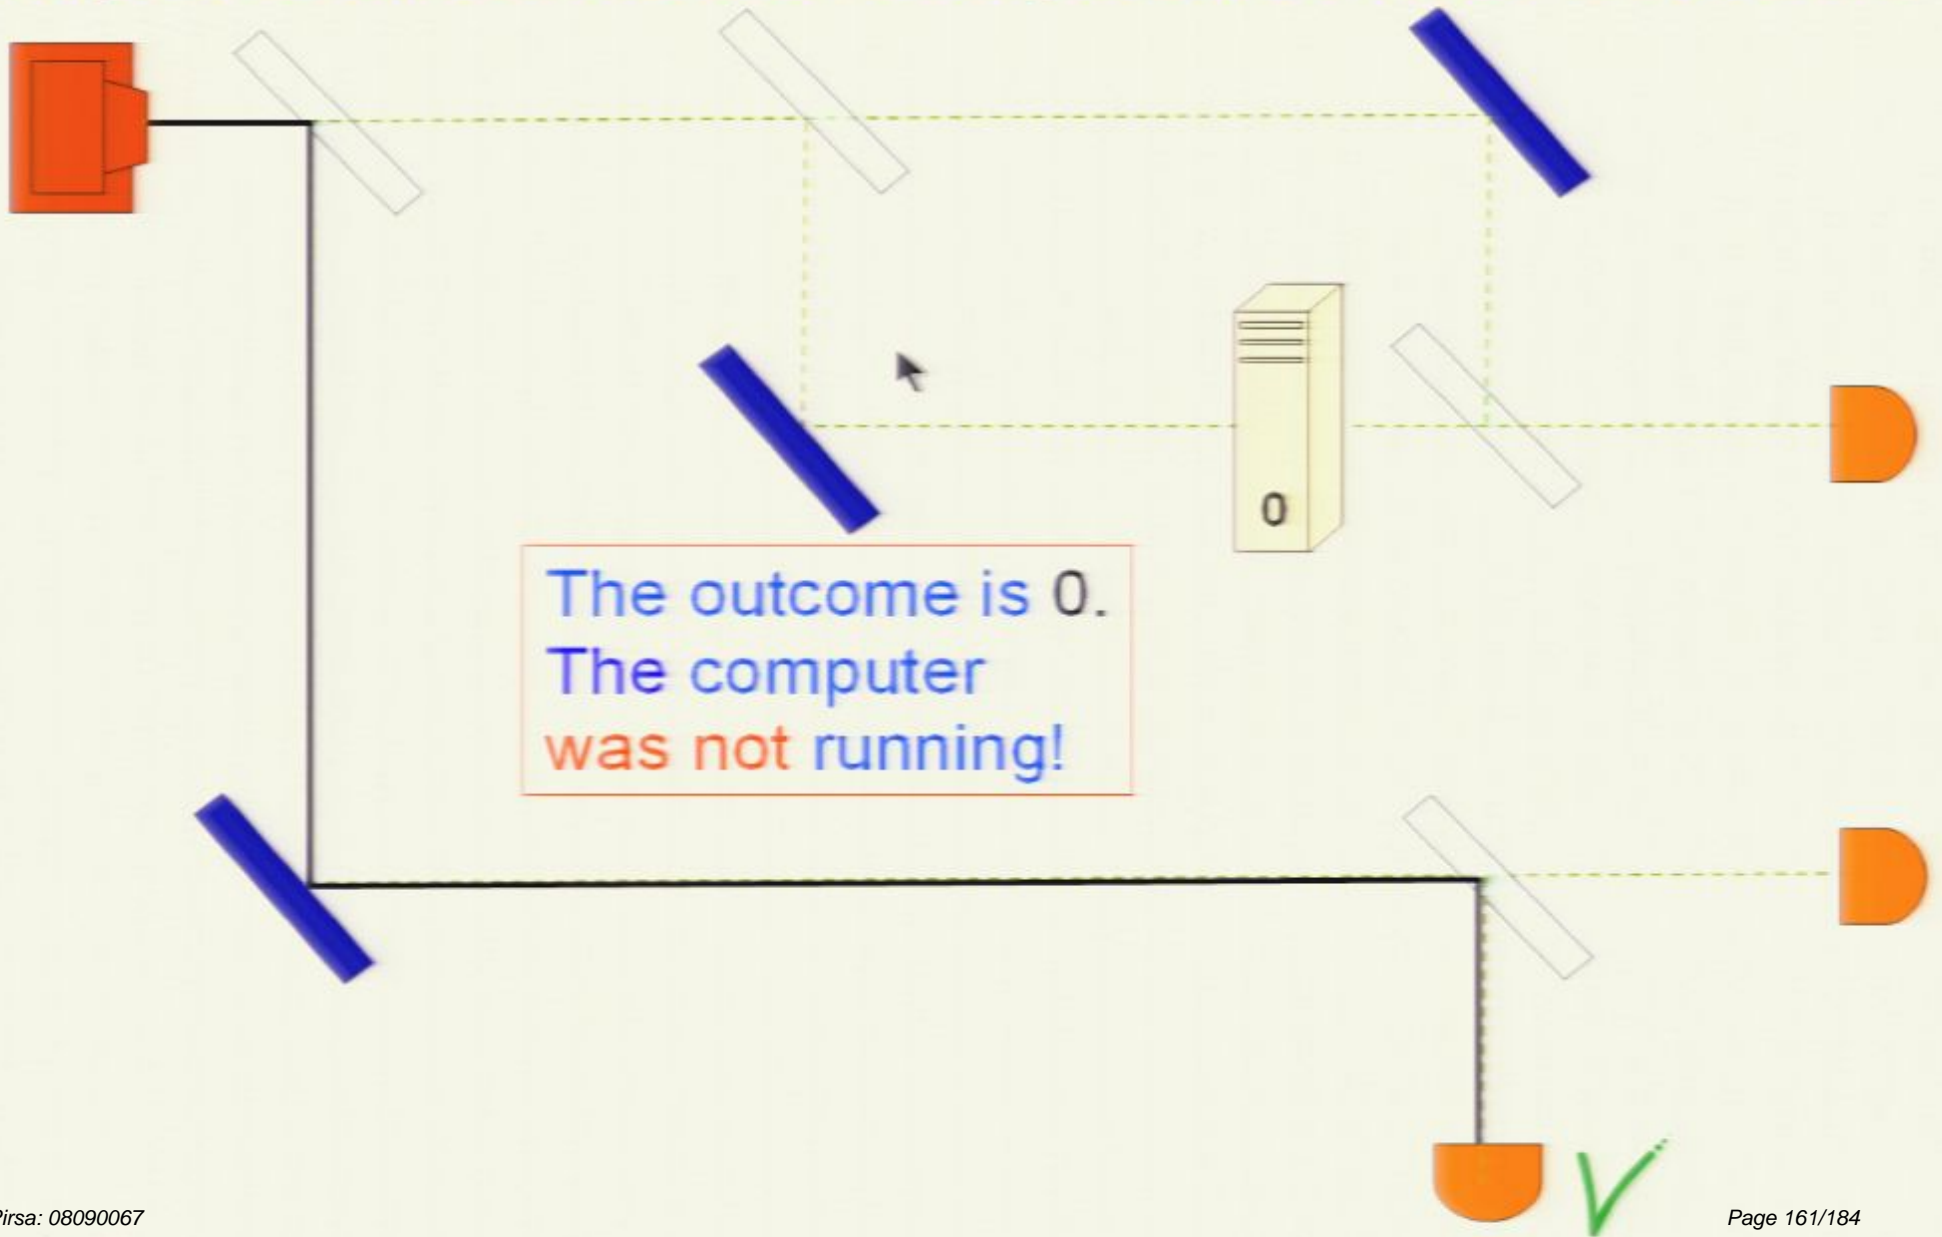 0
The outcome is 0.
The computer
was not running!
Pirsa: 08090067
Page 161/184